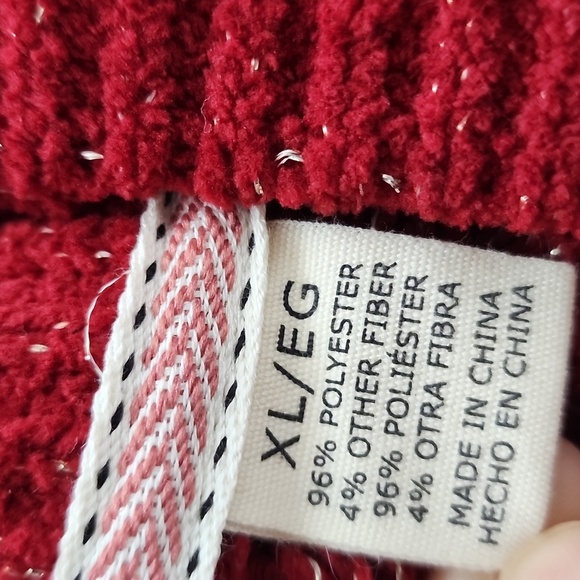 XL/EG
96% POLYESTER
4% OTHER FIBER
96% POLIÉSTER
4% OTRA FIBRA
MADE IN CHINA
HECHO EN CHINA